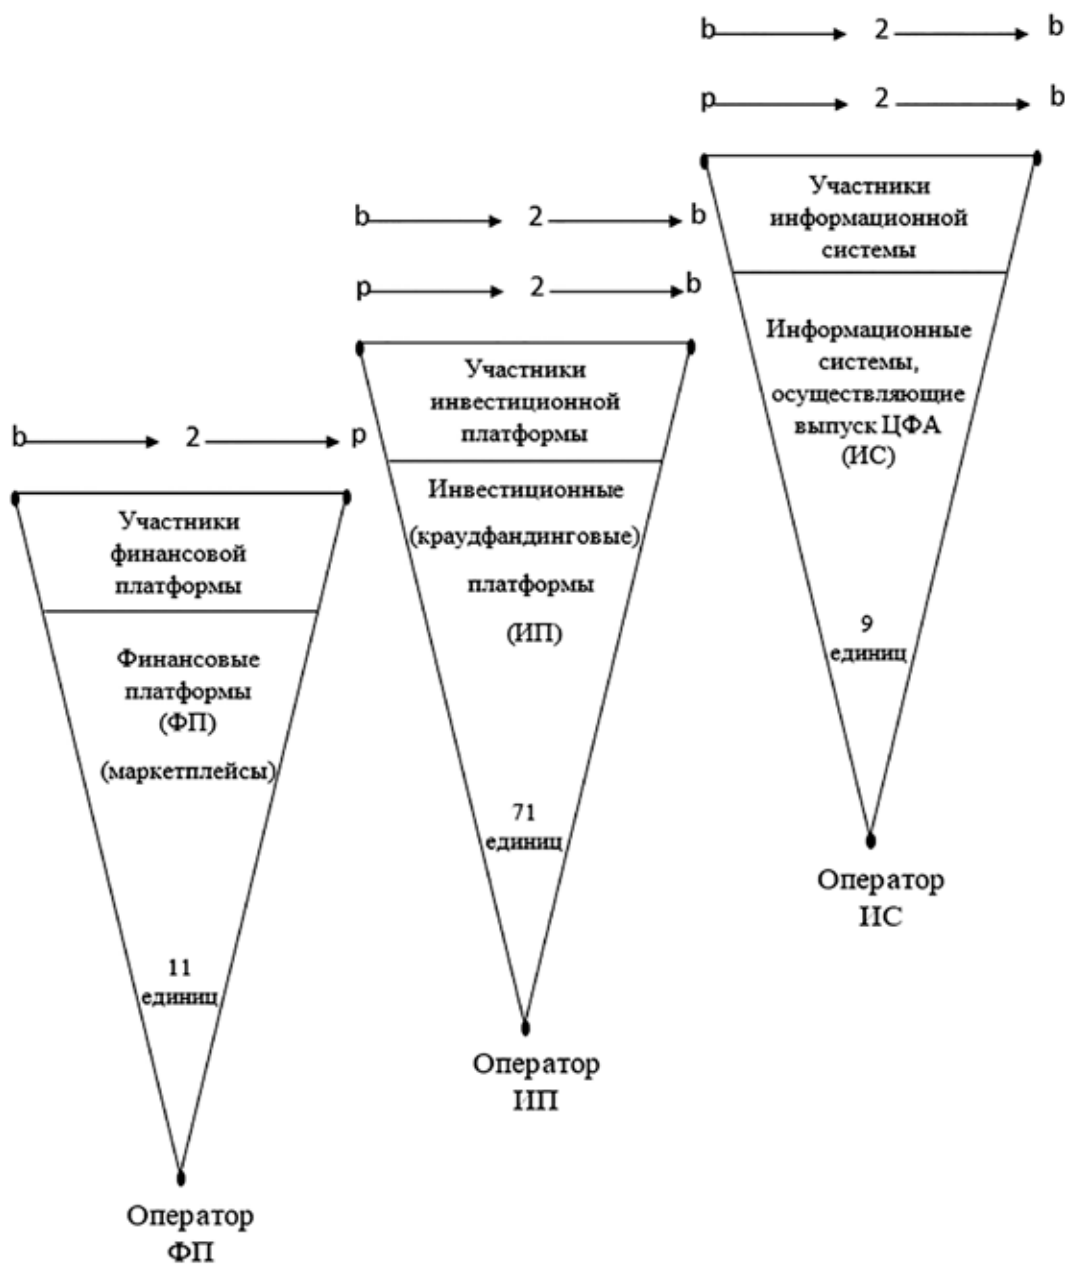 b 2 b
p 2 b
Участники
информационной
системы
Информационные
системы,
осуществляющие
выпуск ЦФА
(ИС)
9
единиц
Оператор
ИС
b 2 b
p 2 b
Участники
инвестиционной
платформы
Инвестиционные
(краудфандинговые)
платформы
(ИП)
71
единиц
Оператор
ИП
b 2 p
Участники
финансовой
платформы
Финансовые
платформы
(ФП)
(маркетплейсы)
11
единиц
Оператор
ФП